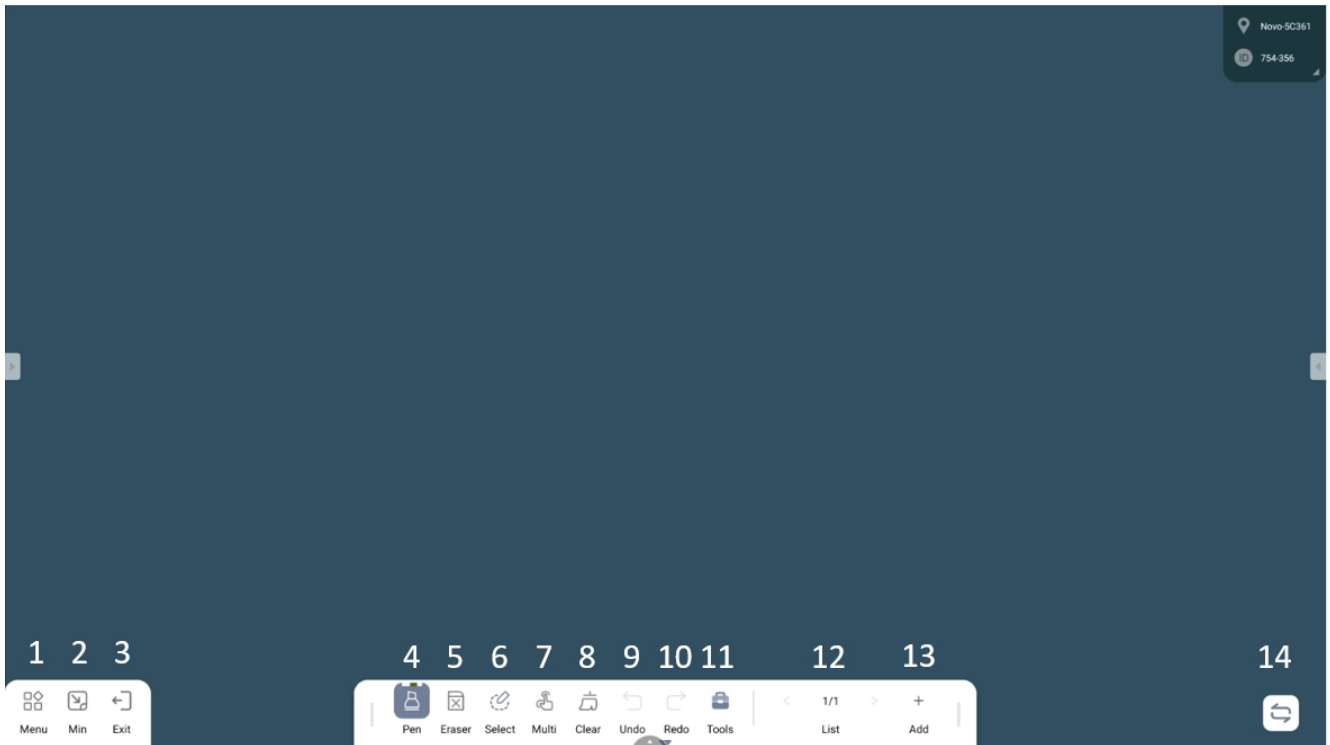 Novo-5C361
ID 754-356
1 2 3
4 5 6 7 8 9 10 11 12 13 14
Menu Min Exit
Pen Eraser Select Multi Clear Undo Redo Tools
< 1/1 >
List
+
Add